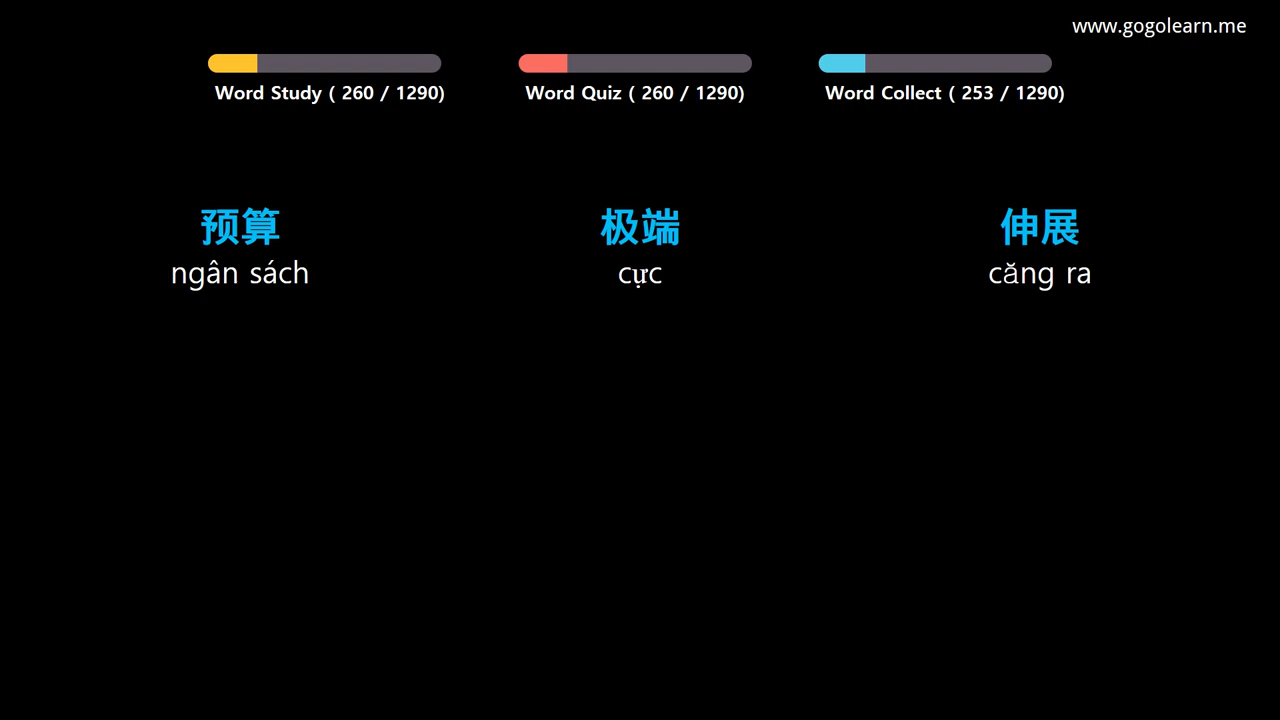 www.gogolearn.me
Word Study ( 260 / 1290)
Word Quiz ( 260 / 1290)
Word Collect ( 253 / 1290)
预算
ngân sách
极端
cực
伸展
căng ra